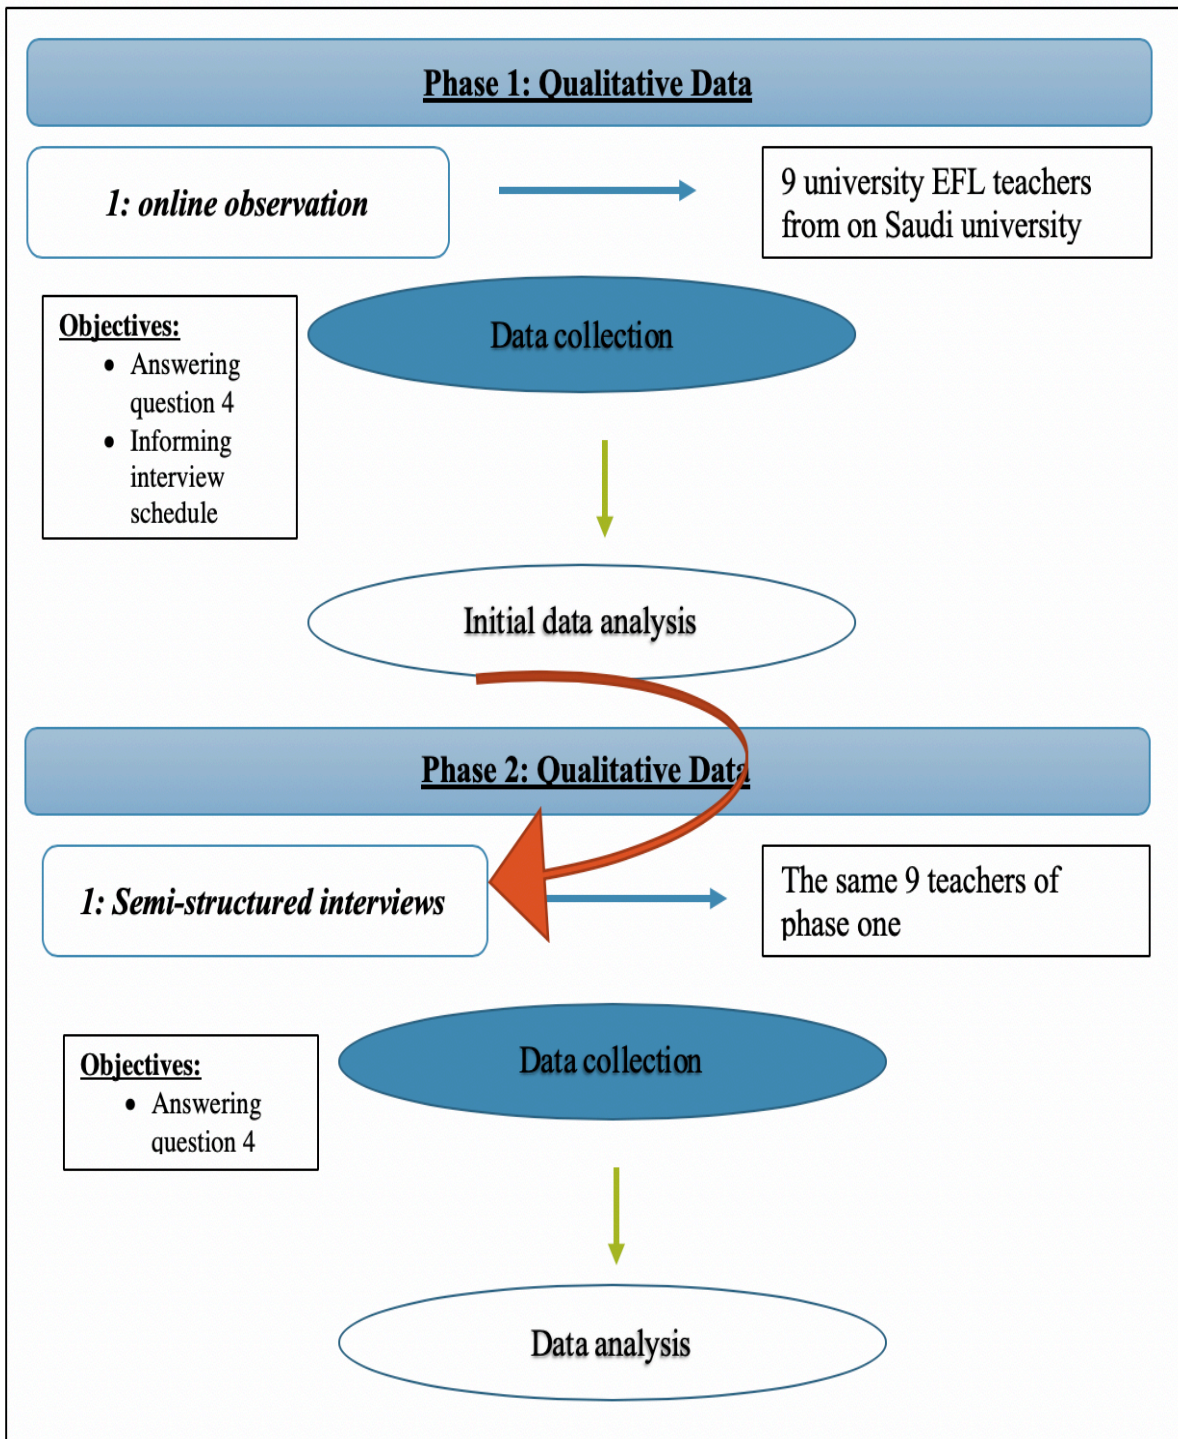 Phase 1: Qualitative Data
1: online observation
9 university EFL teachers
from on Saudi university
Objectives:
• Answering
question 4
• Informing
interview
schedule
Data collection
Initial data analysis
Phase 2: Qualitative Data
1: Semi-structured interviews
The same 9 teachers of
phase one
Objectives:
• Answering
question 4
Data collection
Data analysis